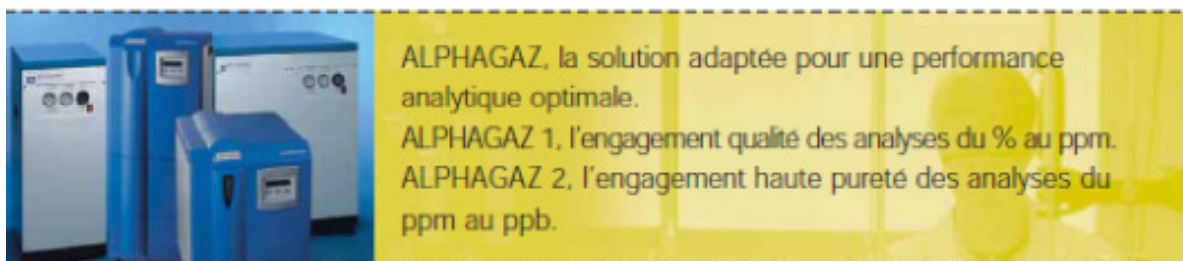 ALPHAGAZ, la solution adaptée pour une performance
analytique optimale.
ALPHAGAZ 1, l'engagement qualité des analyses du % au ppm.
ALPHAGAZ 2, l'engagement haute pureté des analyses du
ppm au ppb.